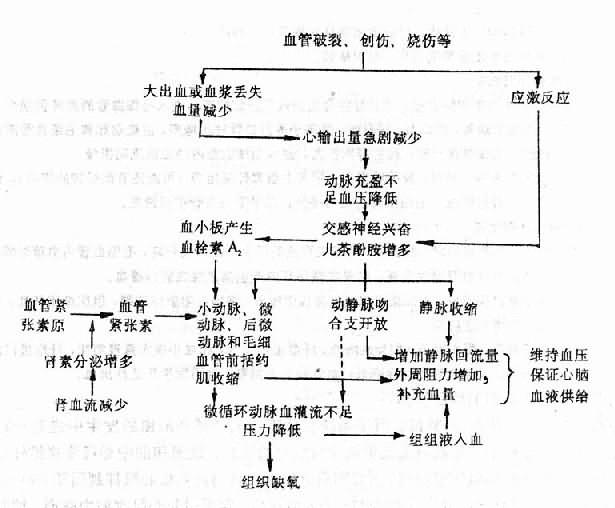 血管破裂、创伤、烧伤等
大出血或血浆丢失
血量减少
应激反应
心输出量急剧减少
动脉充盈不
足血压降低
血小板产生
血栓素A₂
交感神经兴奋
儿茶酚胺增多
血管紧
张素原
血管
紧张素
小动脉、微
动脉、后微
动脉和毛细
血管前括约
肌收缩
动静脉吻
合支开放
静脉收缩
肾素分泌增多
肾血流减少
增加静脉回流量
外周阻力增加,
补充血量
维持血压
保证心脑
血液供给
微循环动脉血灌流不足
压力降低
组组液入血
组织缺氧